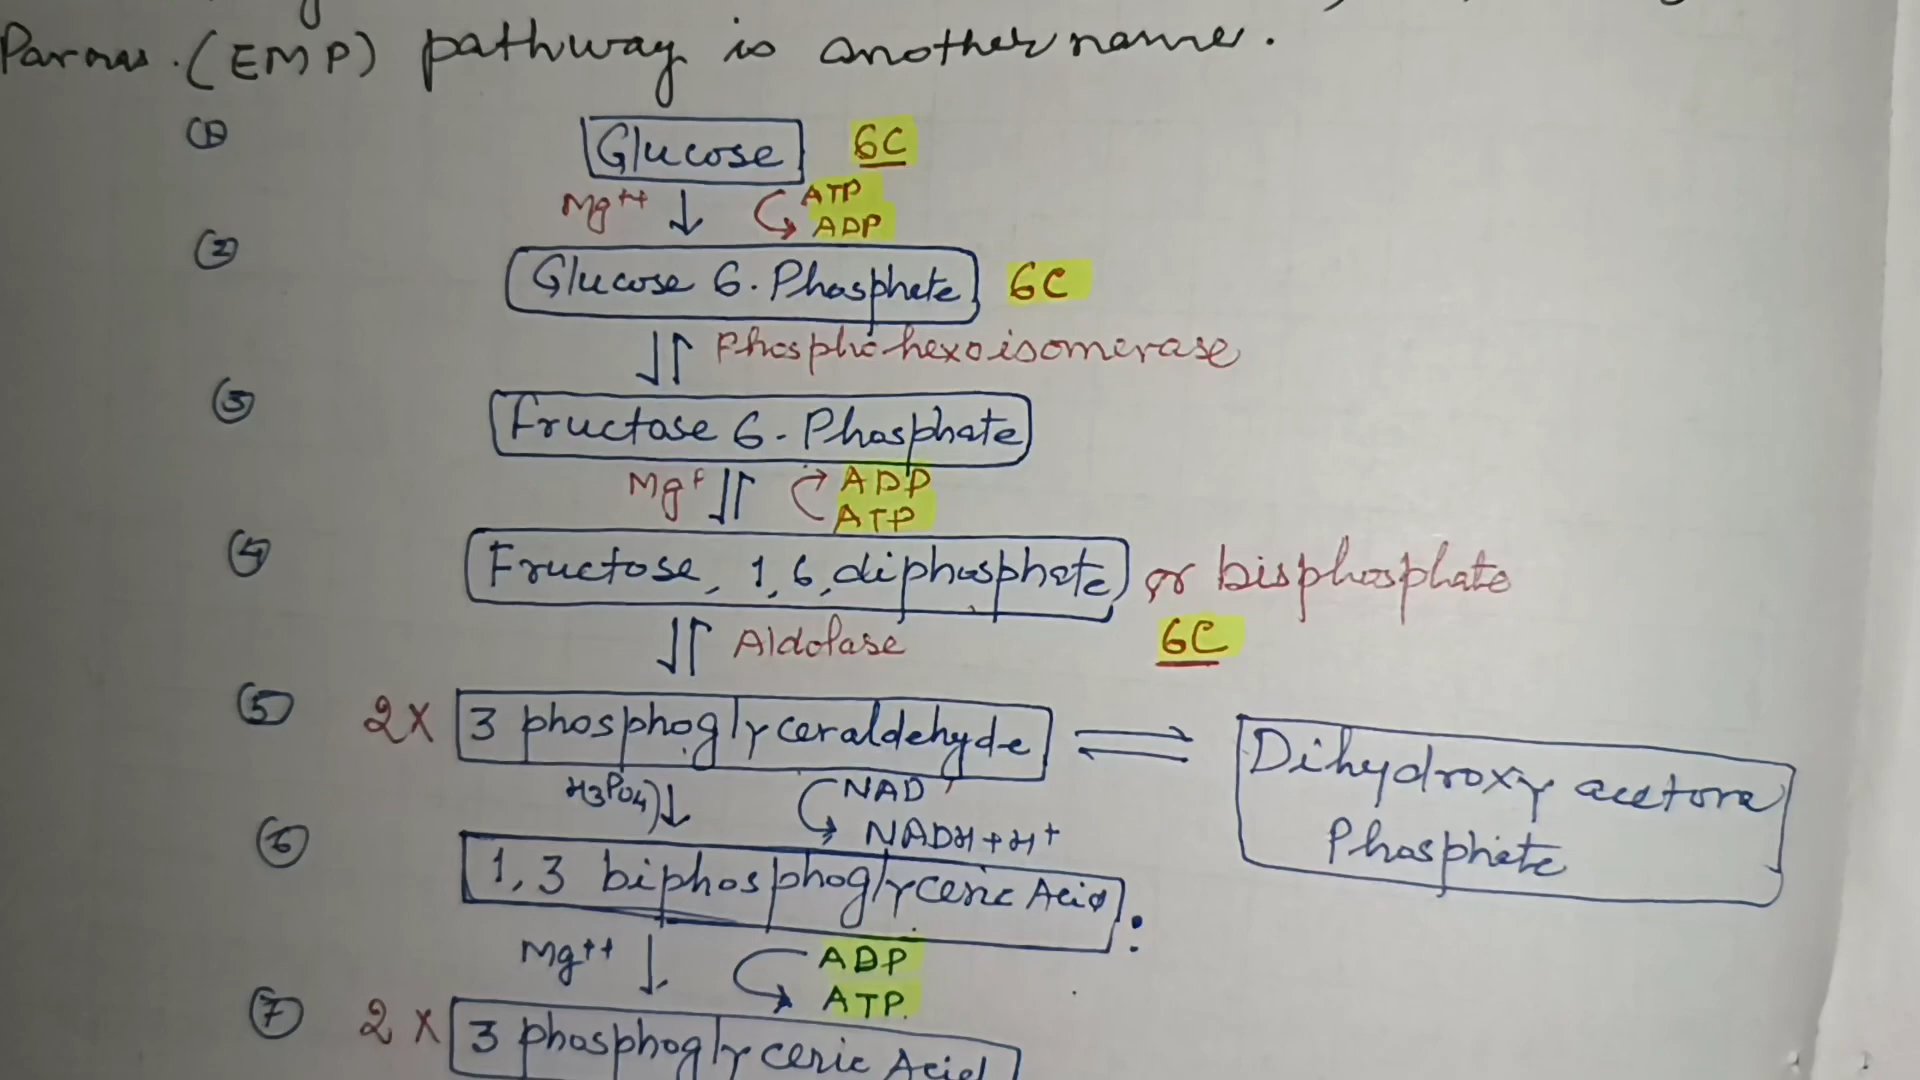 Parnas. (EMP) pathway is another name.
① Glucose 6C
Mg++ ↓ ATP
ADP
② Glucose 6. Phosphate 6C
Phosphohexoisomerase
③ Fructose 6. Phosphate
Mg+ ADP
ATP
④ Fructose, 1,6, diphosphate or bisphosphate
Aldolase 6C
⑤ 2 X 3 phosphoglyceraldehyde ⇌ Dihydroxy acetone
Phosphate
H3PO4) ↓ NAD
NADH + H+
⑥ 1,3 biphosphoglyceric Acid :
Mg++ ↓ ADP
ATP.
⑦ 2 X 3 phosphoglyceric Acid